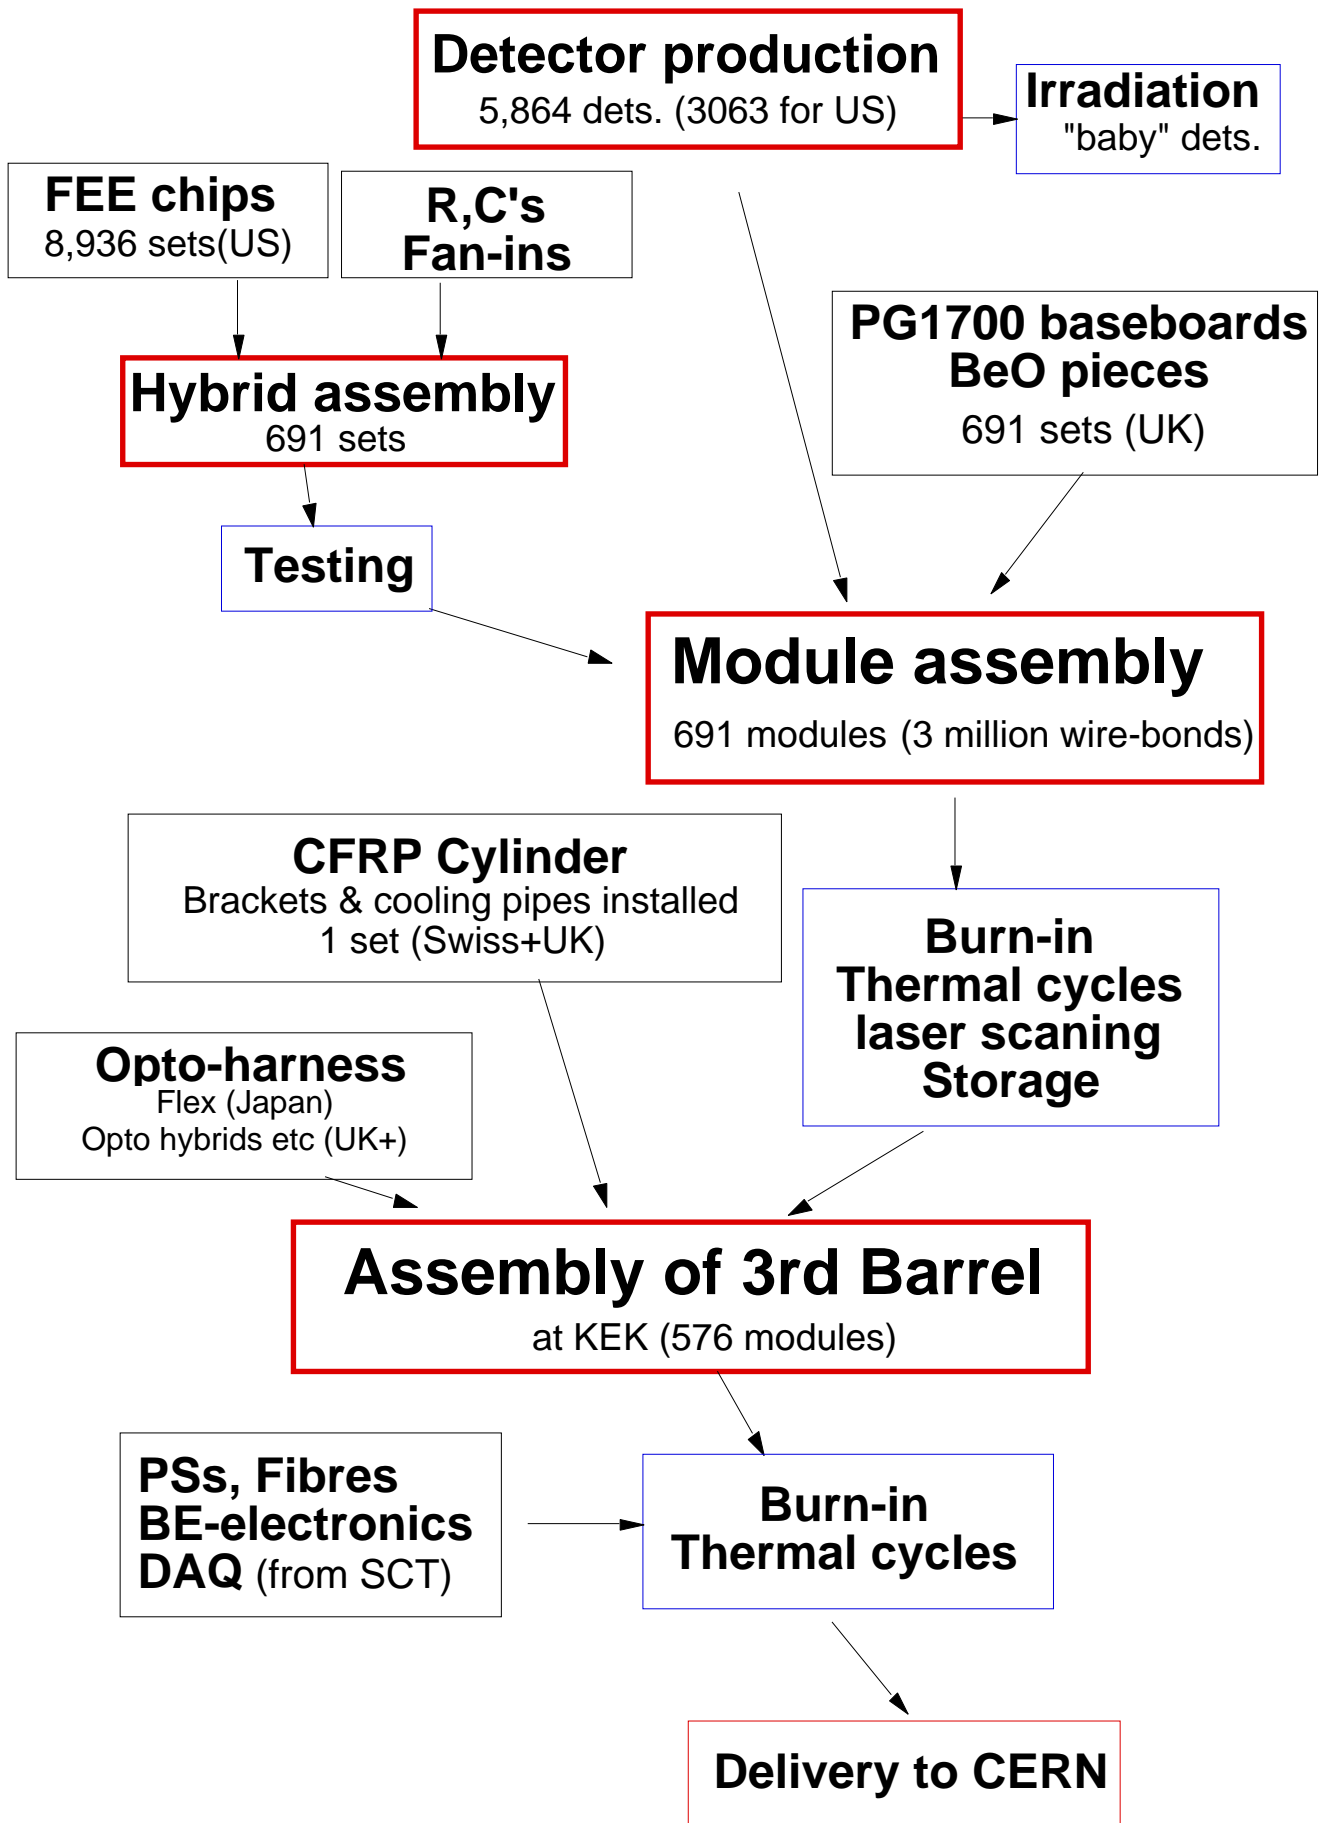 Detector production
5,864 dets. (3063 for US)
Irradiation
"baby" dets.
FEE chips
8,936 sets(US)
R,C's
Fan-ins
PG1700 baseboards
BeO pieces
691 sets (UK)
Hybrid assembly
691 sets
Testing
Module assembly
691 modules (3 million wire-bonds)
CFRP Cylinder
Brackets & cooling pipes installed
1 set (Swiss+UK)
Burn-in
Thermal cycles
laser scaning
Storage
Opto-harness
Flex (Japan)
Opto hybrids etc (UK+)
Assembly of 3rd Barrel
at KEK (576 modules)
PSs, Fibres
BE-electronics
DAQ (from SCT)
Burn-in
Thermal cycles
Delivery to CERN